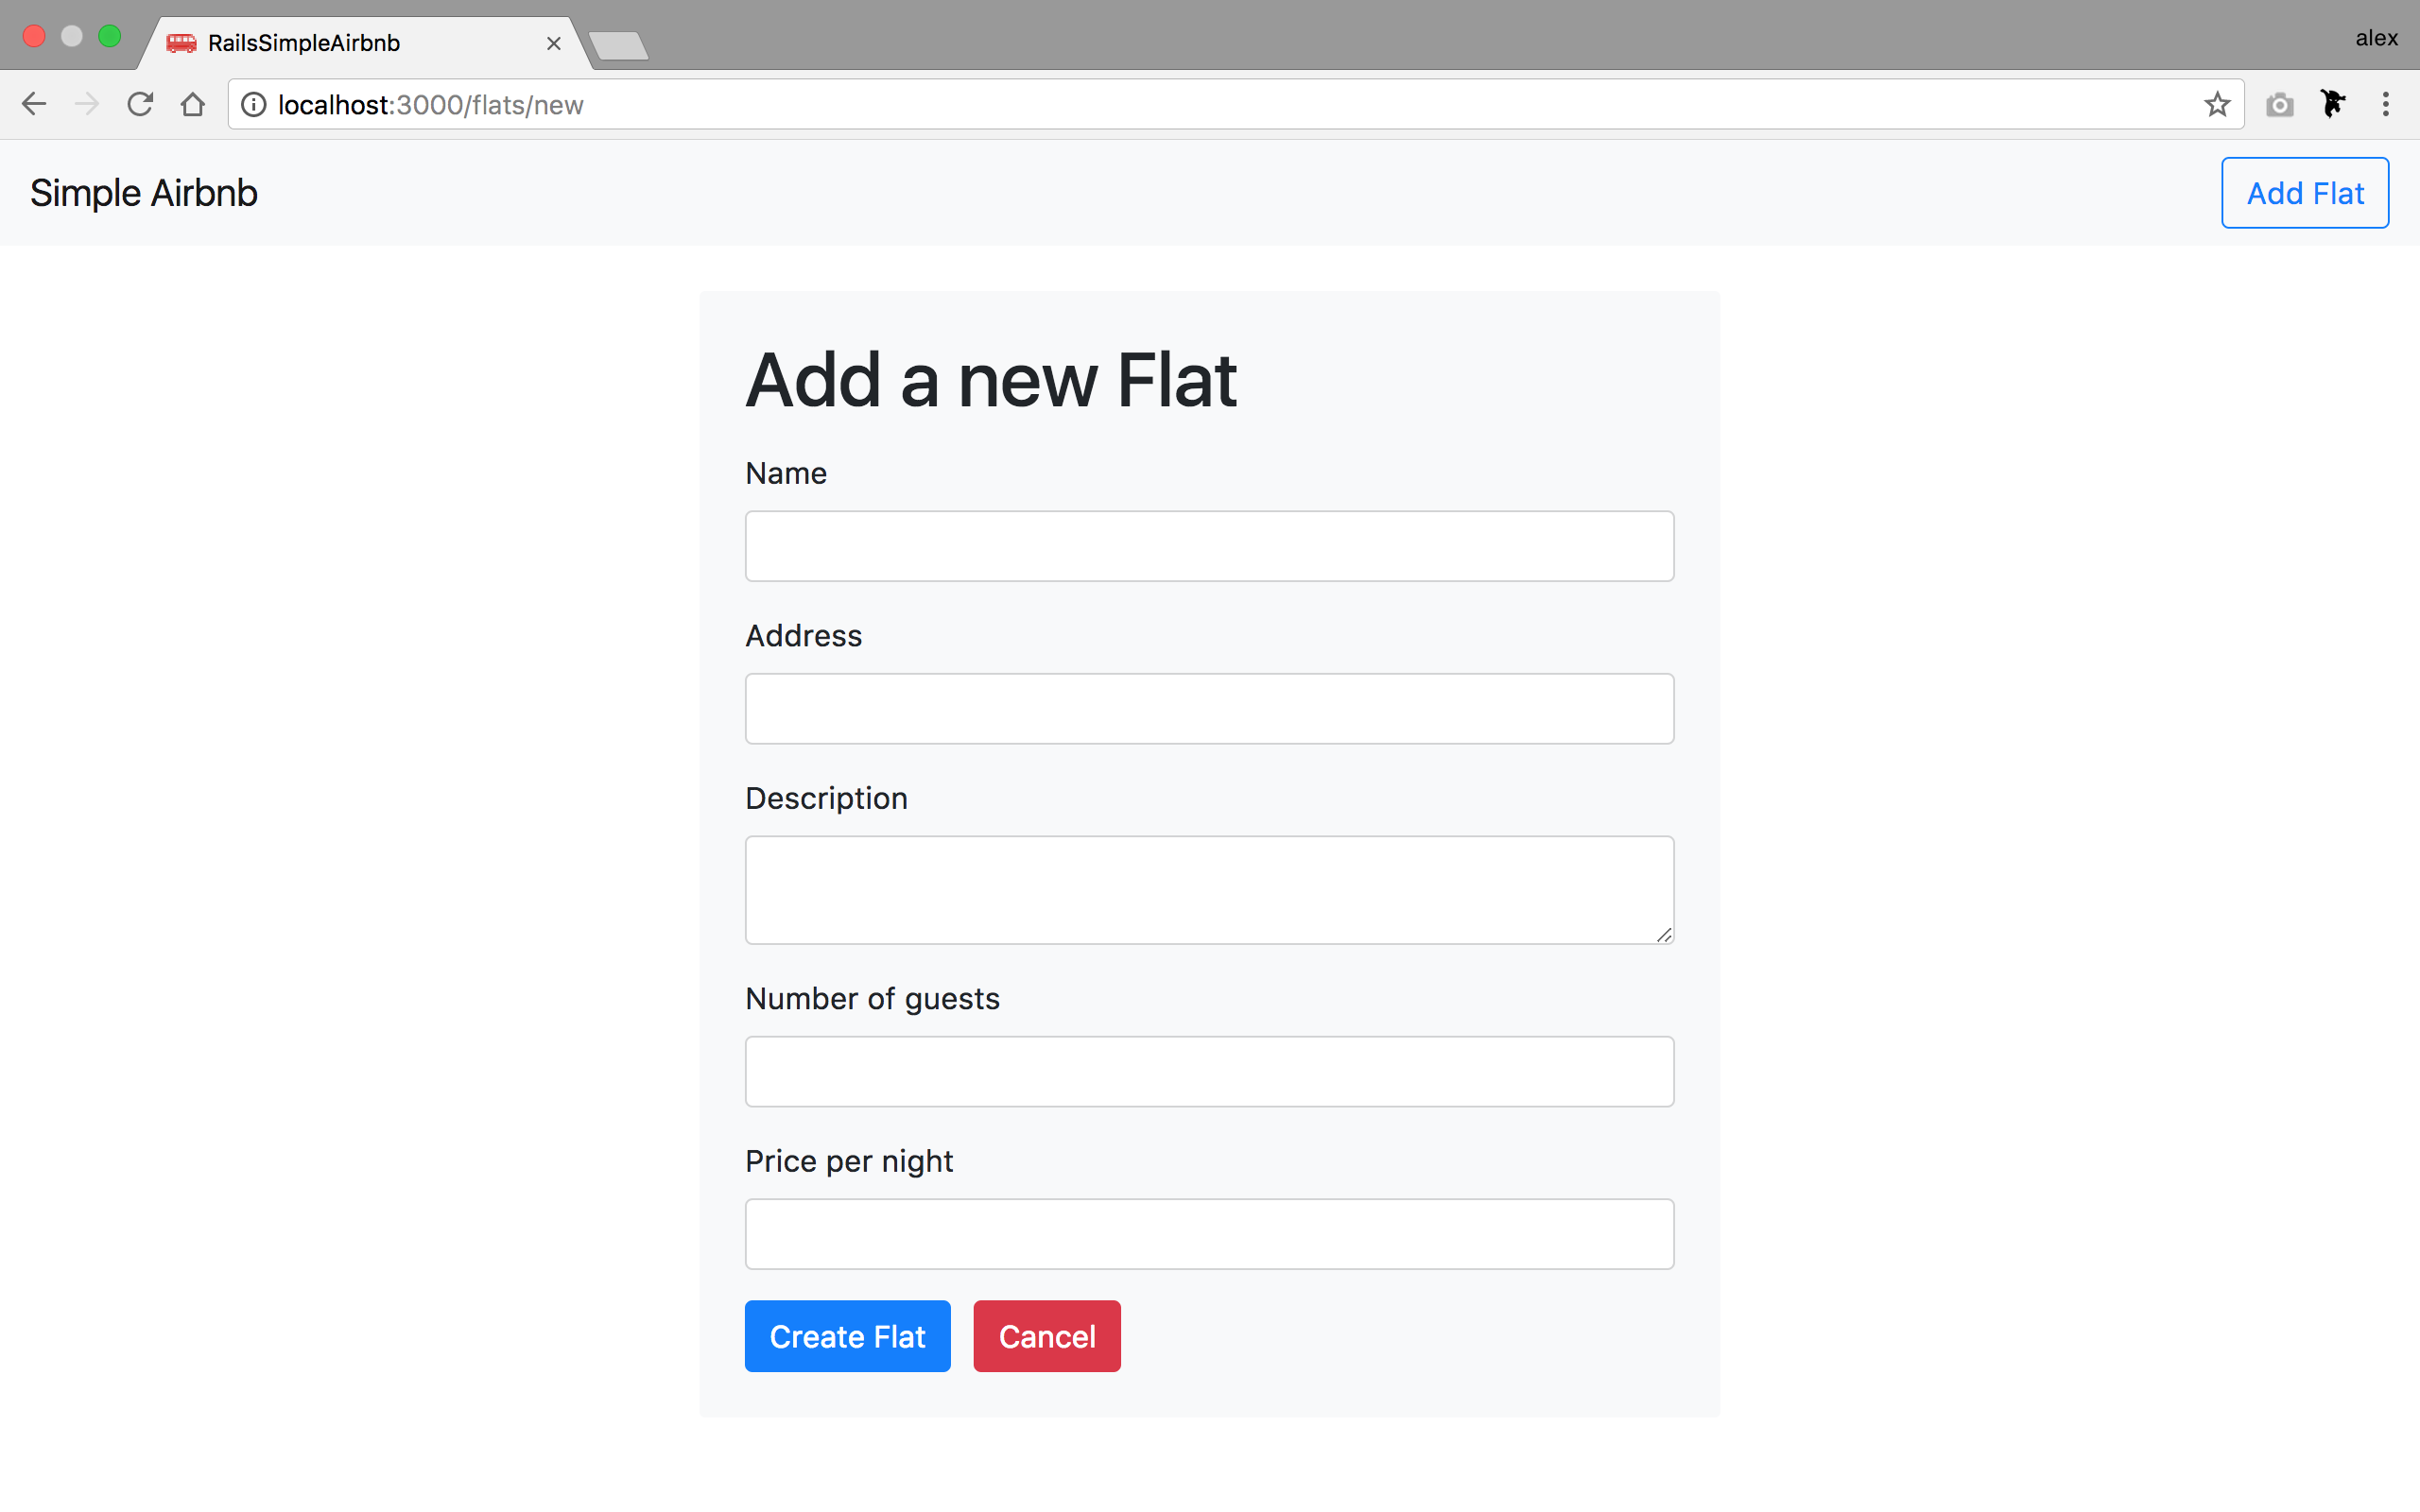 RailsSimpleAirbnb
alex
localhost:3000/flats/new
Simple Airbnb
Add Flat
Add a new Flat
Name
Address
Description
Number of guests
Price per night
Create Flat
Cancel